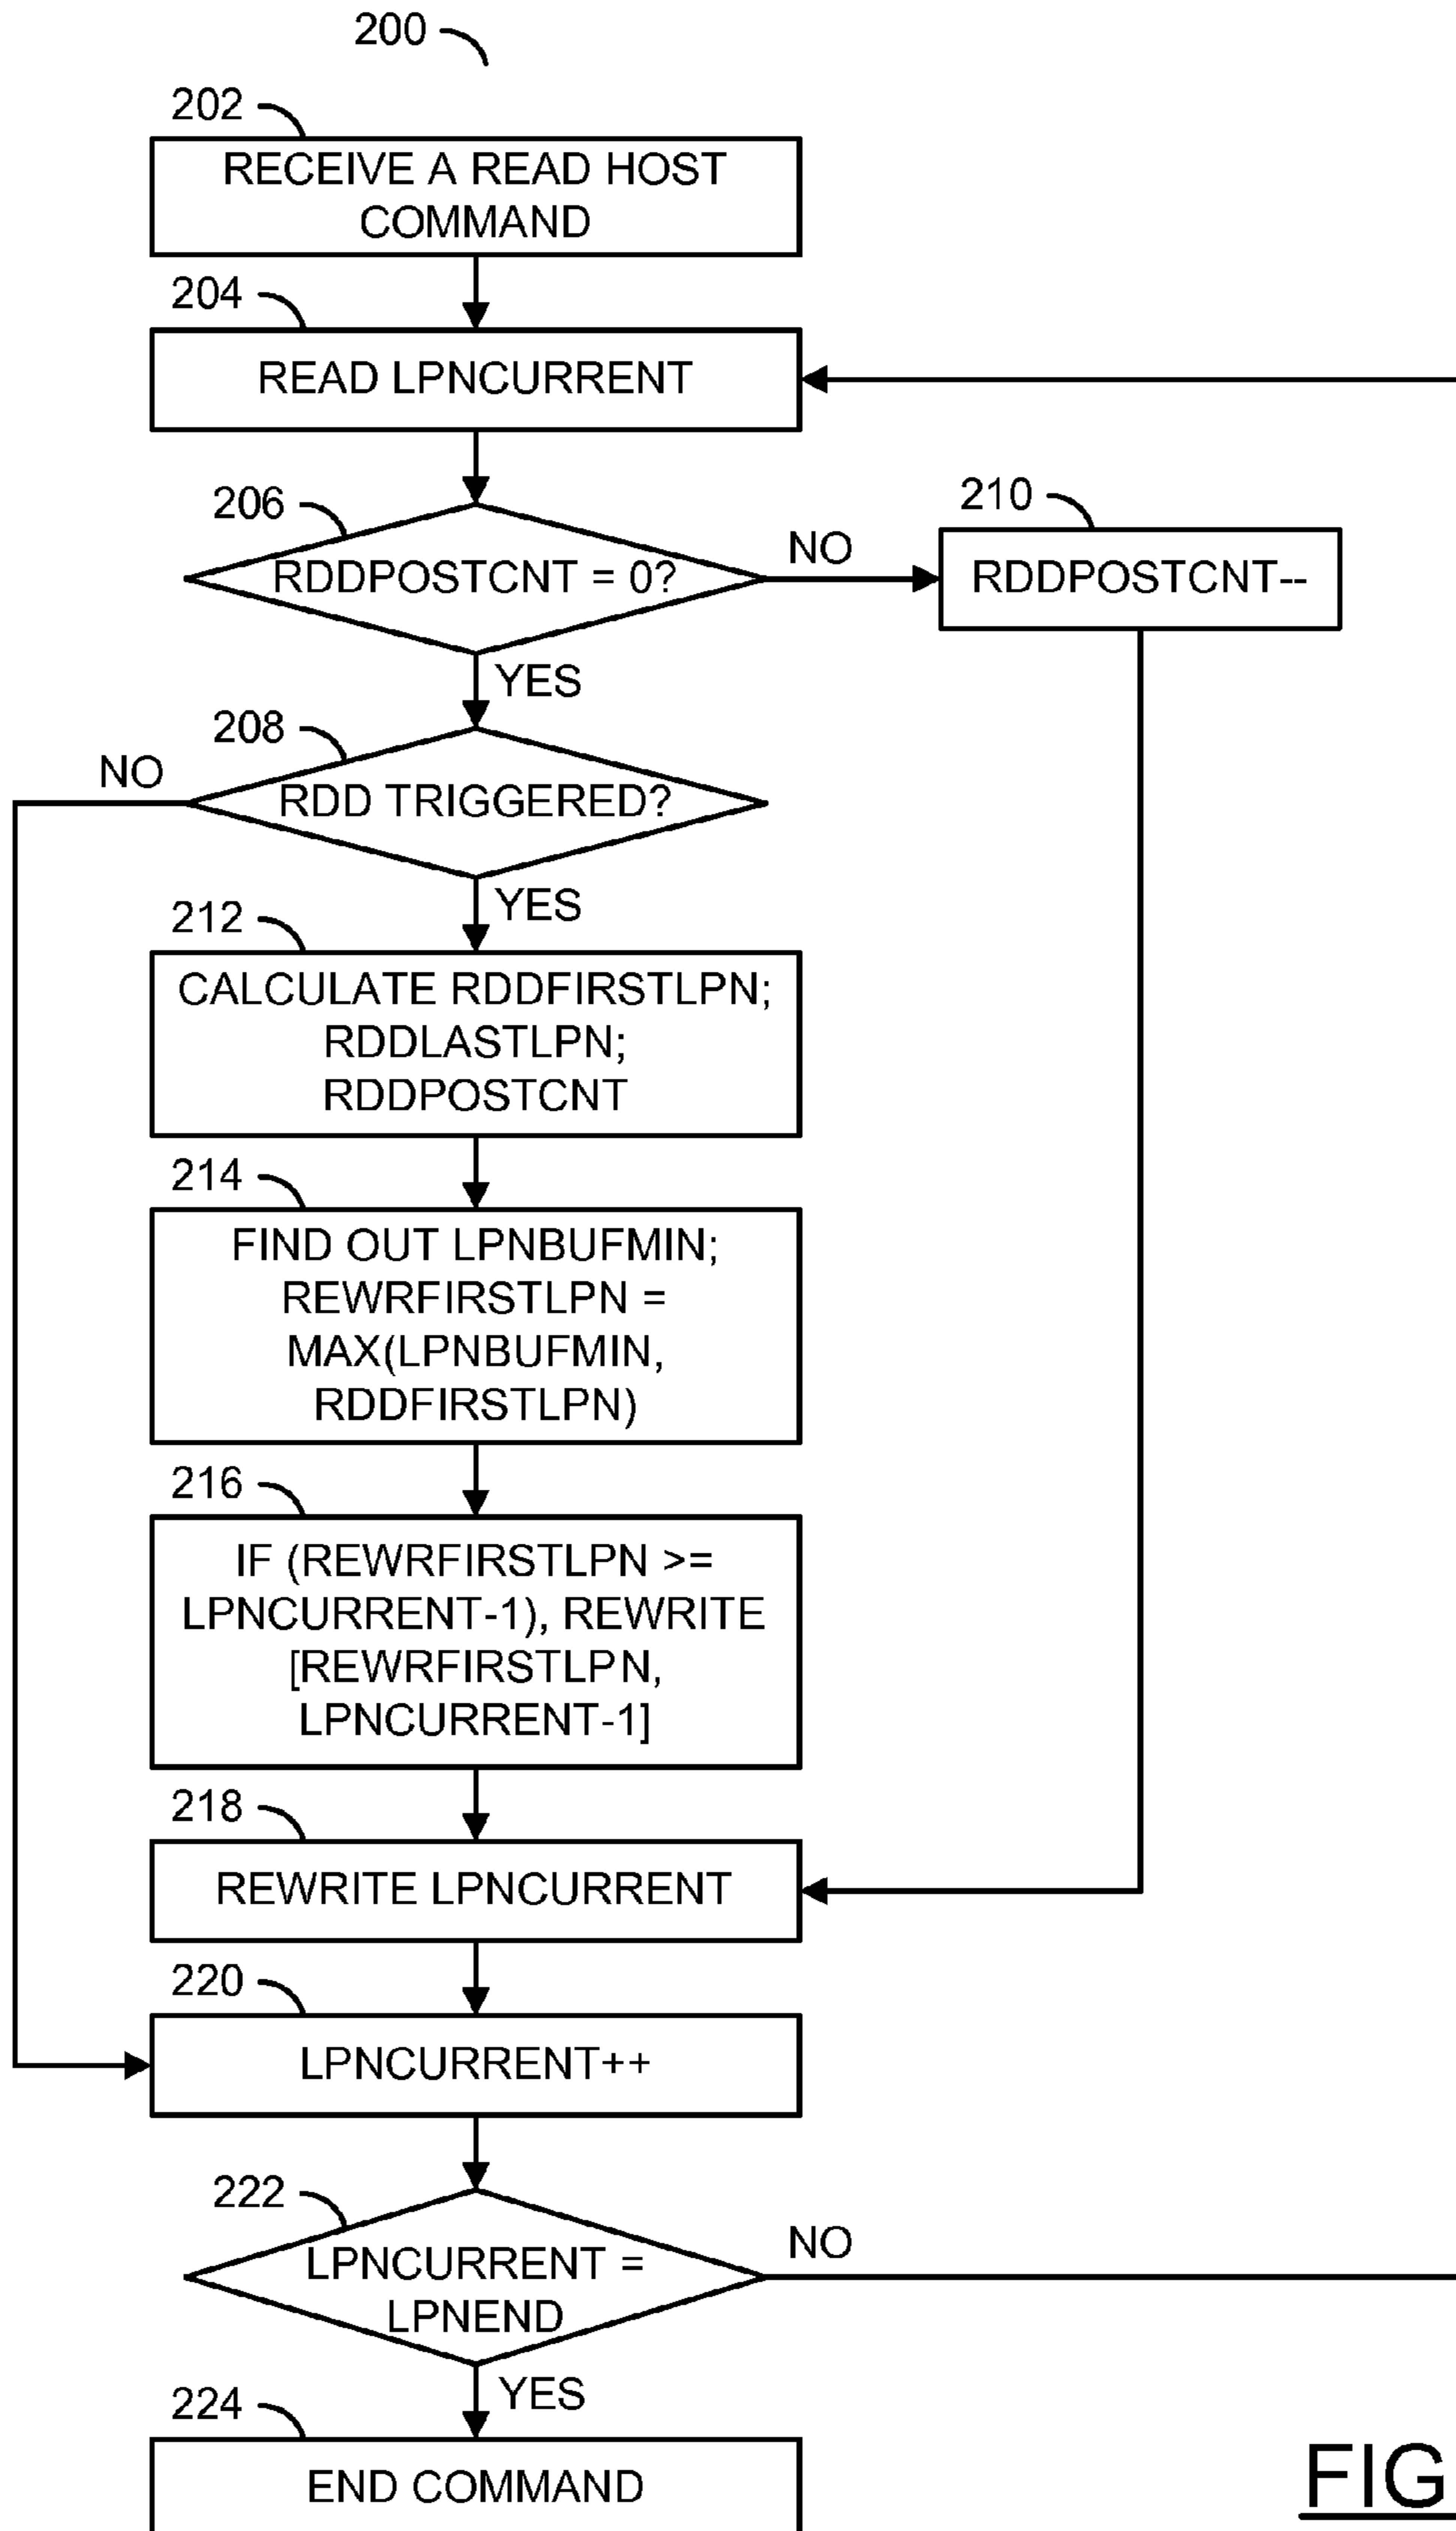 200
202
RECEIVE A READ HOST
COMMAND
204
READ LPNCURRENT
206
RDDPOSTCNT = 0?
NO
210
RDDPOSTCNT--
YES
208
NO
RDD TRIGGERED?
YES
212
CALCULATE RDDFIRSTLPN;
RDDLASTLPN;
RDDPOSTCNT
214
FIND OUT LPNBUFMIN;
REWRFIRSTLPN =
MAX(LPNBUFMIN,
RDDFIRSTLPN)
216
IF (REWRFIRSTLPN >=
LPNCURRENT-1), REWRITE
[REWRFIRSTLPN,
LPNCURRENT-1]
218
REWRITE LPNCURRENT
220
LPNCURRENT++
222
LPNCURRENT =
LPNEND
NO
YES
224
END COMMAND
FIG